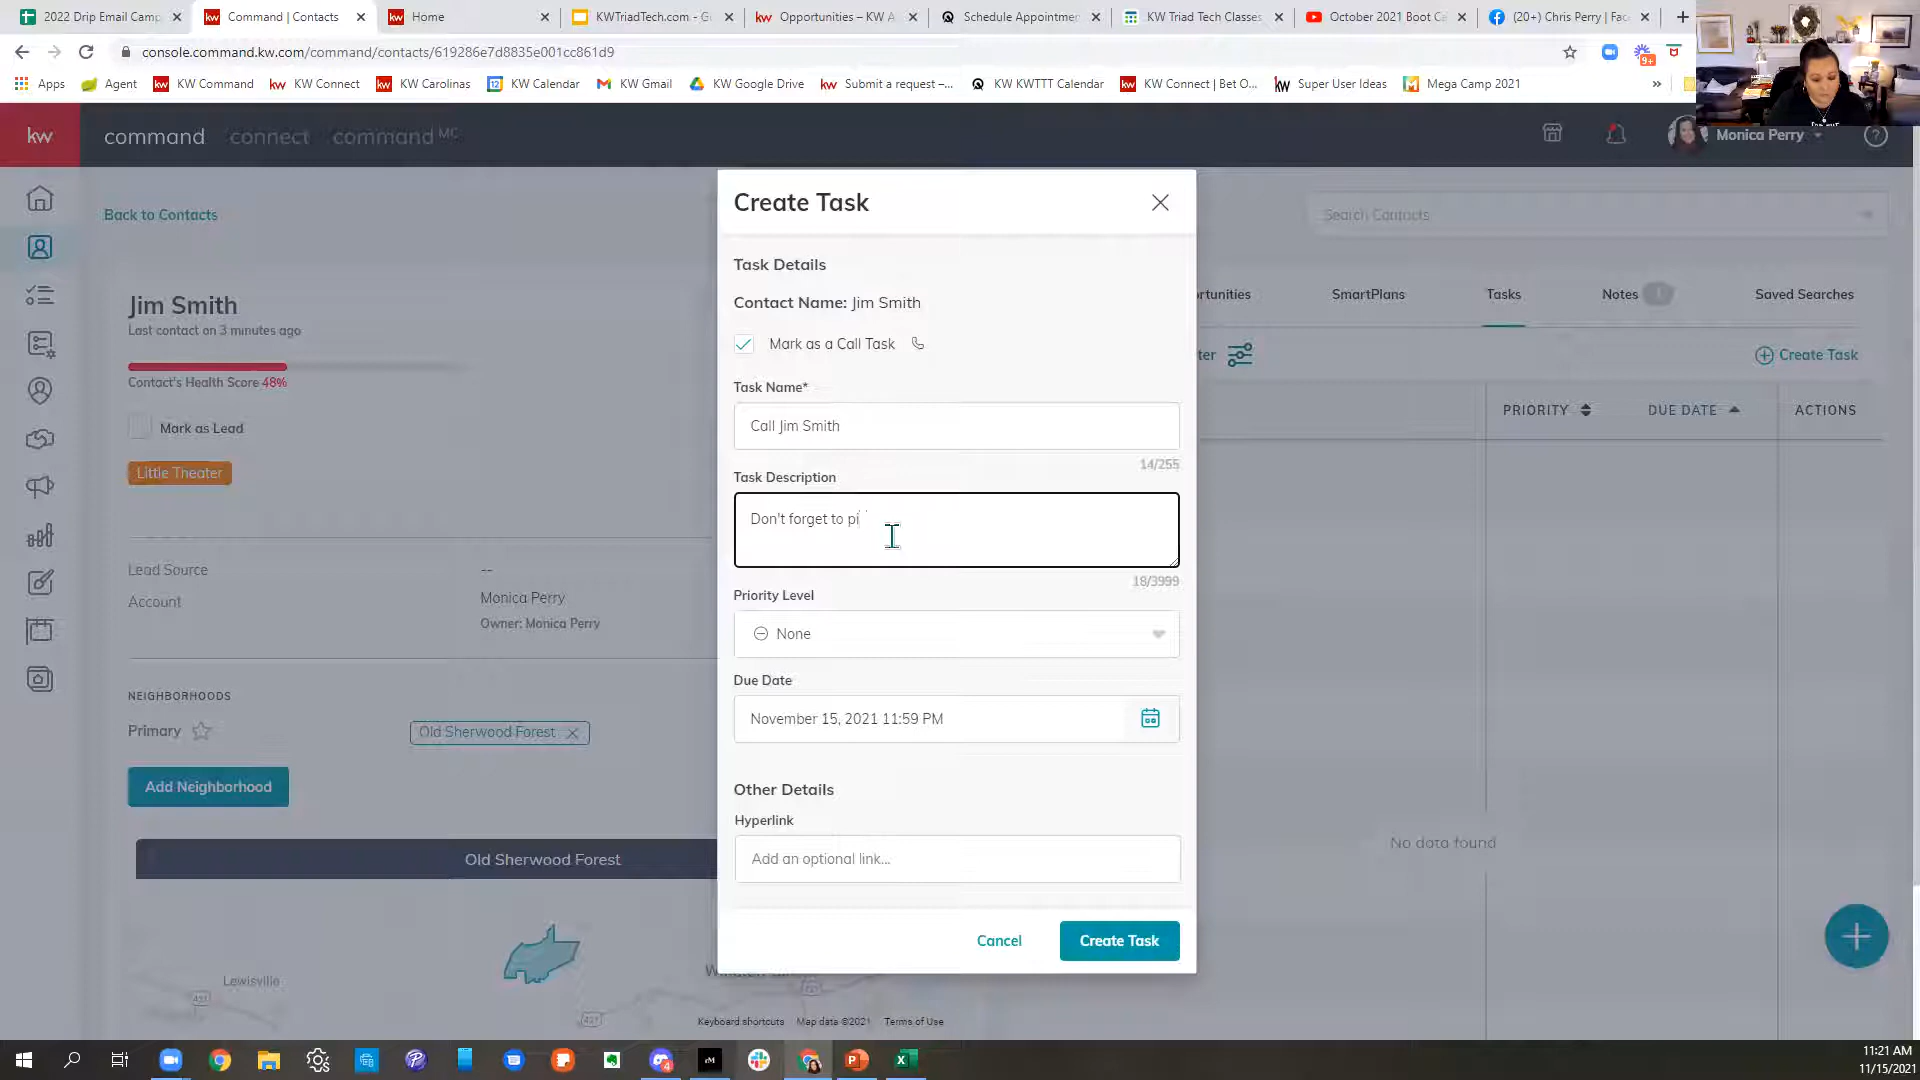 2022 Drip Email Camp
Command | Contacts
Home
KWTriadTech.com - G
Opportunities – KW A
Schedule Appointmen
KW Triad Tech Classes
October 2021 Boot Ca
(20+) Chris Perry | Fac
console.command.kw.com/command/contacts/619286e7d8835e001cc861d9
9+
Apps
Agent
KW Command
KW Connect
KW Carolinas
KW Calendar
KW Gmail
KW Google Drive
Submit a request –...
KW KWTTT Calendar
KW Connect | Bet O...
Super User Ideas
Mega Camp 2021
»
kw
command connect command MC
Monica Perry
Back to Contacts
Search Contacts
Jim Smith
Last contact on 3 minutes ago
Contact's Health Score 48%
Mark as Lead
Little Theater
Lead Source
--
Account
Monica Perry
Owner: Monica Perry
NEIGHBORHOODS
Primary
Old Sherwood Forest
Add Neighborhood
Old Sherwood Forest
Lewisville
421
421
Keyboard shortcuts Map data ©2021 Terms of Use
Create Task
Task Details
Contact Name: Jim Smith
Mark as a Call Task
Task Name*
Call Jim Smith
14/255
Task Description
Don't forget to pi
18/3999
Priority Level
None
Due Date
November 15, 2021 11:59 PM
Other Details
Hyperlink
Add an optional link...
Cancel
Create Task
rtunities
SmartPlans
Tasks
Notes 1
Saved Searches
ter
Create Task
PRIORITY
DUE DATE
ACTIONS
No data found
11:21 AM
11/15/2021